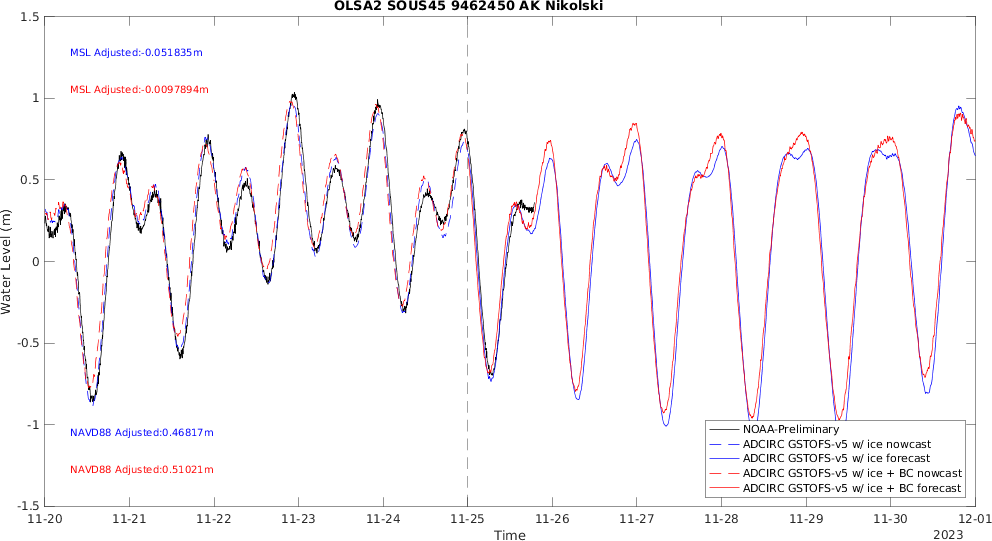 OLSA2 SOUS45 9462450 AK Nikolski
1.5
MSL Adjusted:-0.051835m
MSL Adjusted:-0.0097894m
1
0.5
0
-0.5
-1
-1.5
Water Level (m)
NAVD88 Adjusted:0.46817m
NAVD88 Adjusted:0.51021m
NOAA-Preliminary
ADCIRC GSTOFS-v5 w/ ice nowcast
ADCIRC GSTOFS-v5 w/ ice forecast
ADCIRC GSTOFS-v5 w/ ice + BC nowcast
ADCIRC GSTOFS-v5 w/ ice + BC forecast
11-20 11-21 11-22 11-23 11-24 11-25 11-26 11-27 11-28 11-29 11-30 12-01
Time
2023